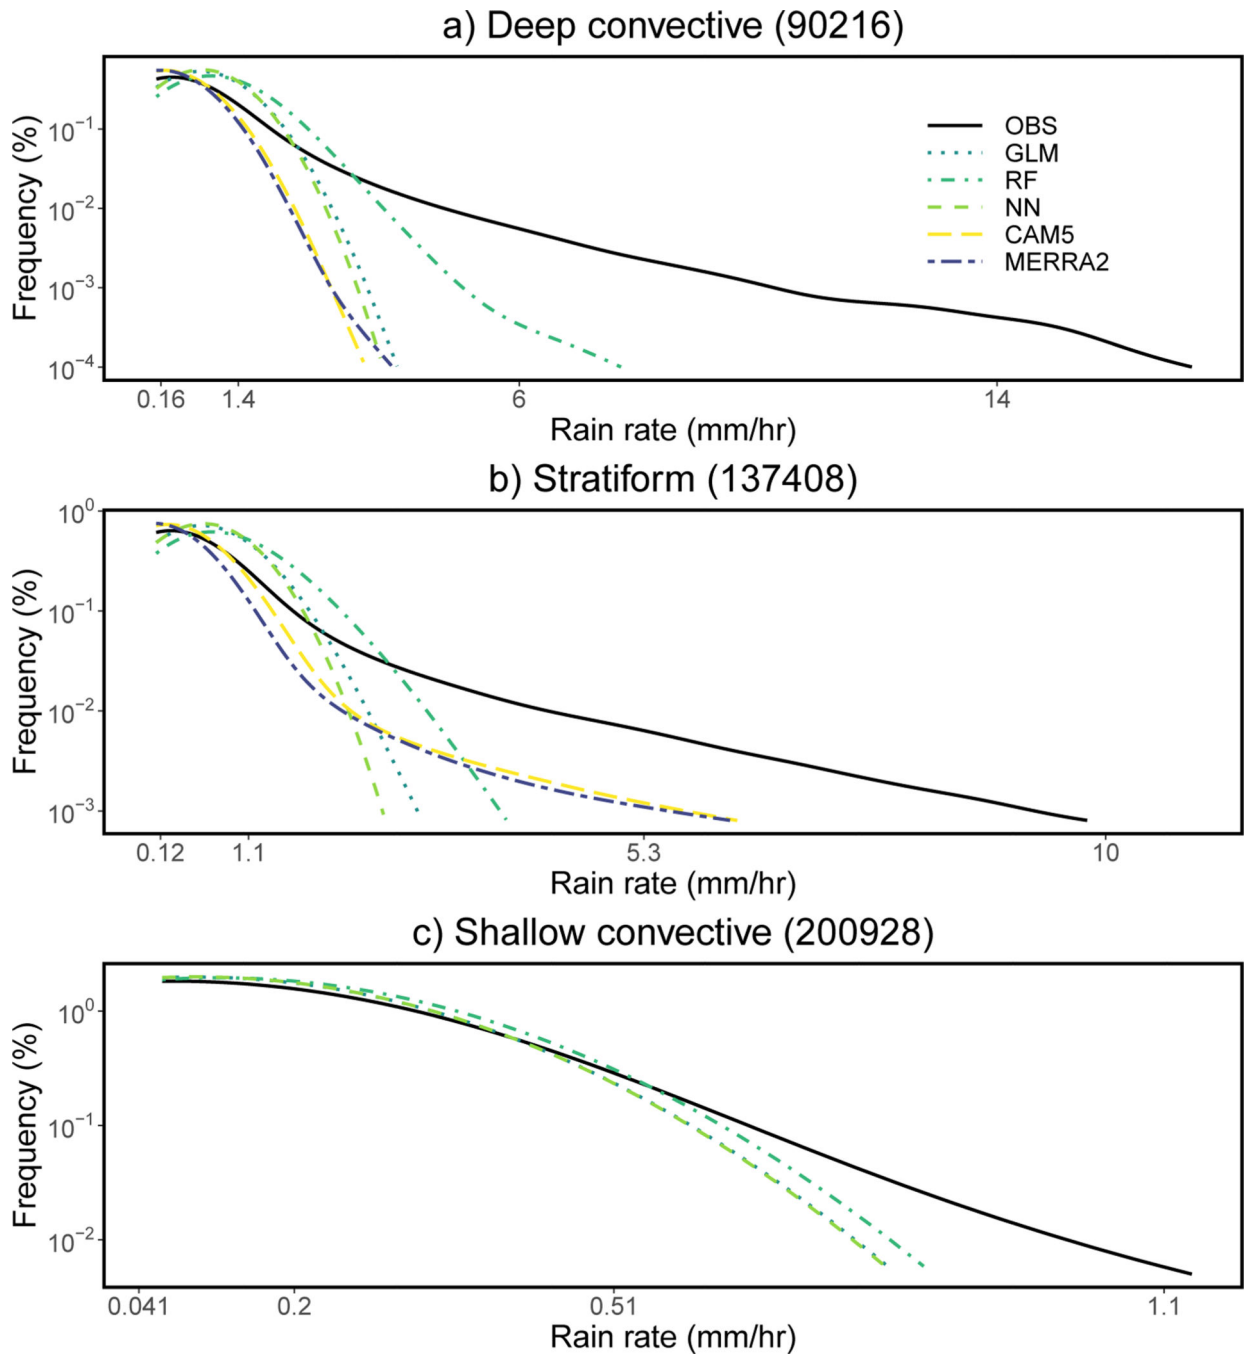 a) Deep convective (90216)
Frequency (%)
10⁻¹
10⁻²
10⁻³
10⁻⁴
OBS
GLM
RF
NN
CAM5
MERRA2
0.16 1.4 6 14
Rain rate (mm/hr)
b) Stratiform (137408)
Frequency (%)
10⁰
10⁻¹
10⁻²
10⁻³
0.12 1.1 5.3 10
Rain rate (mm/hr)
c) Shallow convective (200928)
Frequency (%)
10⁰
10⁻¹
10⁻²
0.041 0.2 0.51 1.1
Rain rate (mm/hr)